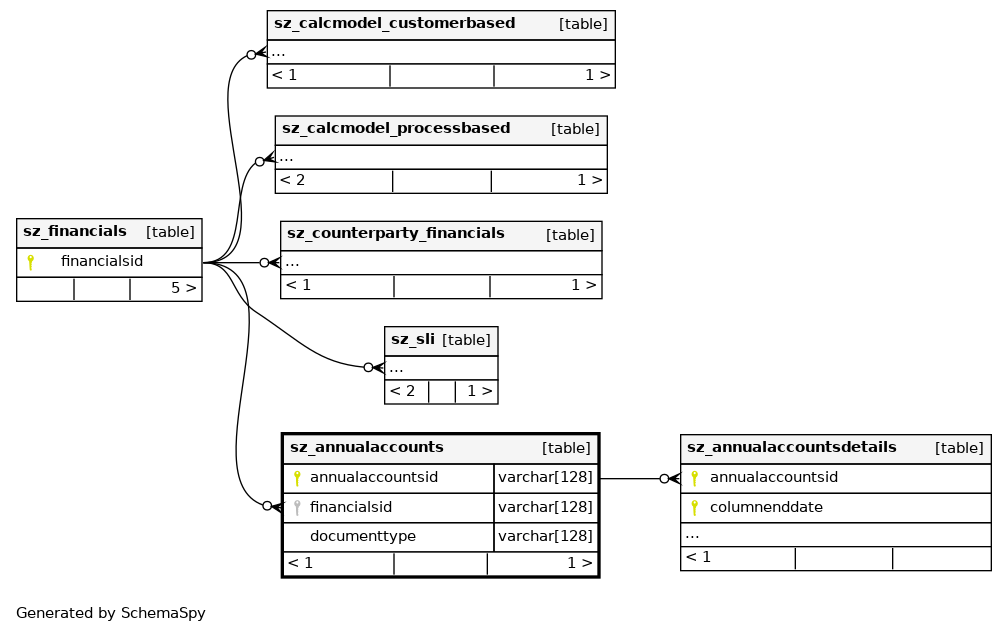 sz_calcmodel_customerbased [table]
...
< 1 1 >
sz_calcmodel_processbased [table]
...
< 2 1 >
sz_financials [table]
financialsid
5 >
sz_counterparty_financials [table]
...
< 1 1 >
sz_sli [table]
...
< 2 1 >
sz_annualaccounts [table]
annualaccountsid varchar[128]
financialsid varchar[128]
documenttype varchar[128]
< 1 1 >
sz_annualaccountsdetails [table]
annualaccountsid
columnenddate
...
< 1
Generated by SchemaSpy